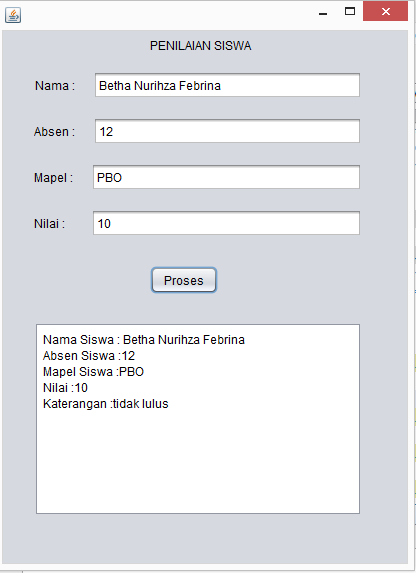 PENILAIAN SISWA
Nama : Betha Nurihza Febrina
Absen : 12
Mapel : PBO
Nilai : 10
Proses
Nama Siswa : Betha Nurihza Febrina
Absen Siswa :12
Mapel Siswa :PBO
Nilai :10
Katerangan :tidak lulus